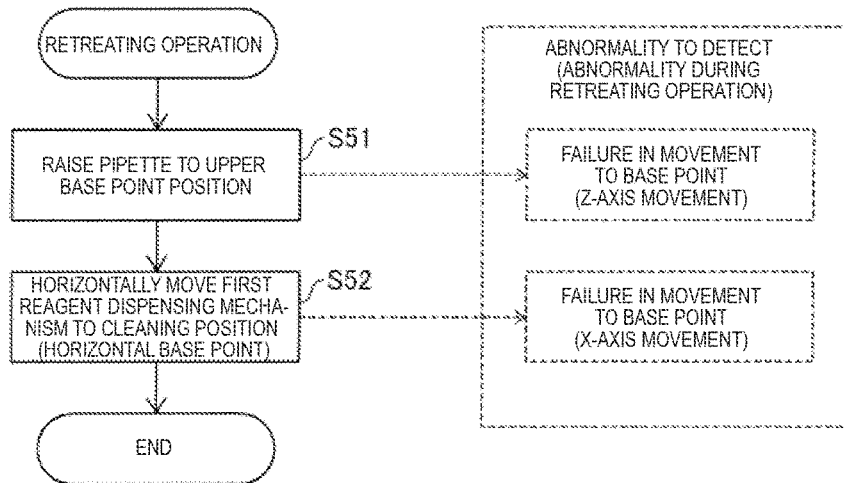 RETREATING OPERATION
ABNORMALITY TO DETECT
(ABNORMALITY DURING
RETREATING OPERATION)
S51
RAISE PIPETTE TO UPPER
BASE POINT POSITION
FAILURE IN MOVEMENT
TO BASE POINT
(Z-AXIS MOVEMENT)
S52
HORIZONTALLY MOVE FIRST
REAGENT DISPENSING MECHA-
NISM TO CLEANING POSITION
(HORIZONTAL BASE POINT)
FAILURE IN MOVEMENT
TO BASE POINT
(X-AXIS MOVEMENT)
END